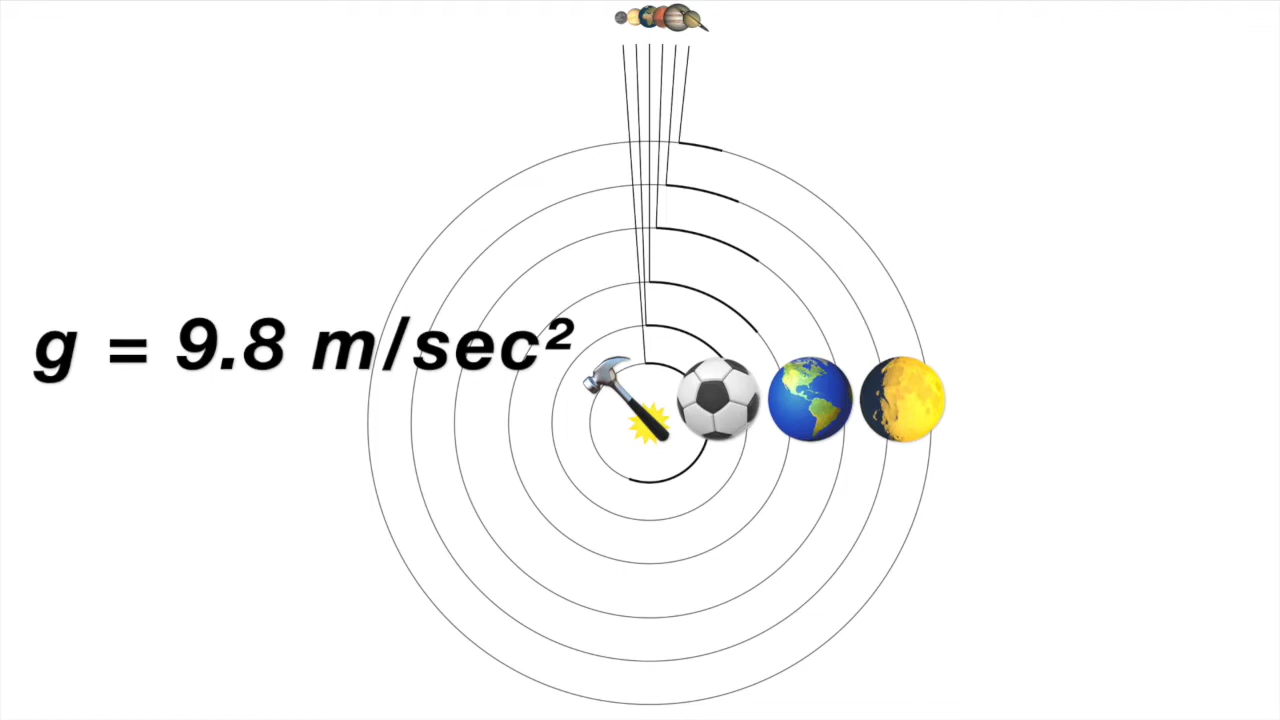 g = 9.8 m/sec²